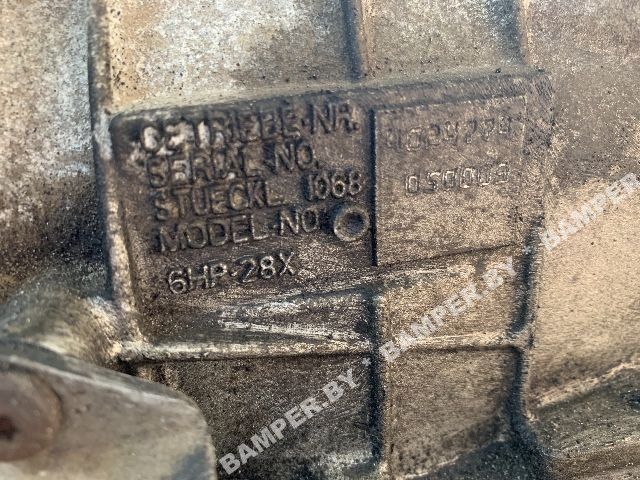 GETRIEBE-NR.
SERIAL-NO.
STUECKL. 1068
MODEL-NO.
6HP-28X
BAMPER.BY - BAMPER.BY - BAMPER.BY